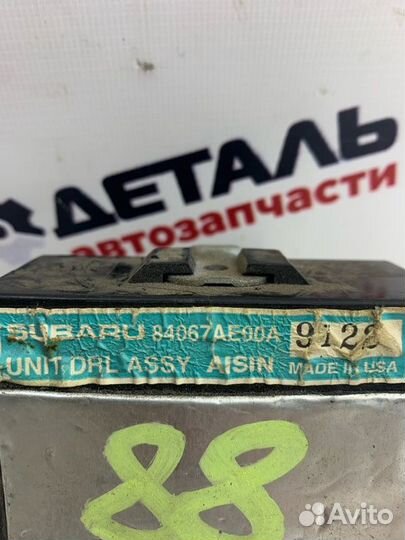 ДЕТАЛЬ
автозапчасти
SUBARU 84067AE00A 9122
UNIT DRL ASSY AISIN MADE IN USA
88
Avito